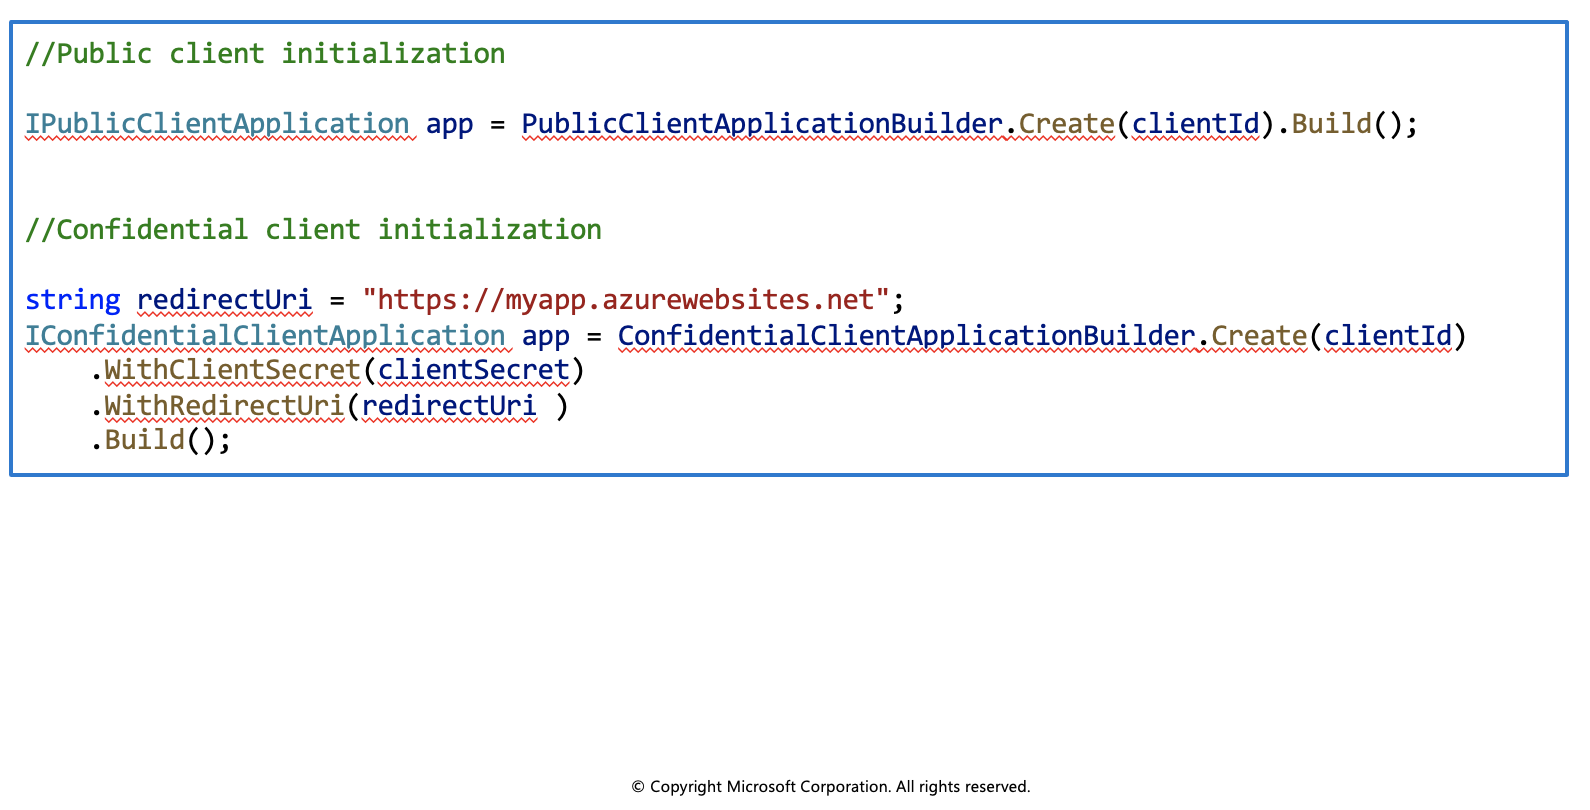 //Public client initialization
IPublicClientApplication app = PublicClientApplicationBuilder.Create(clientId).Build();
//Confidential client initialization
string redirectUri = "https://myapp.azurewebsites.net";
IConfidentialClientApplication app = ConfidentialClientApplicationBuilder.Create(clientId)
    .WithClientSecret(clientSecret)
    .WithRedirectUri(redirectUri )
    .Build();
© Copyright Microsoft Corporation. All rights reserved.